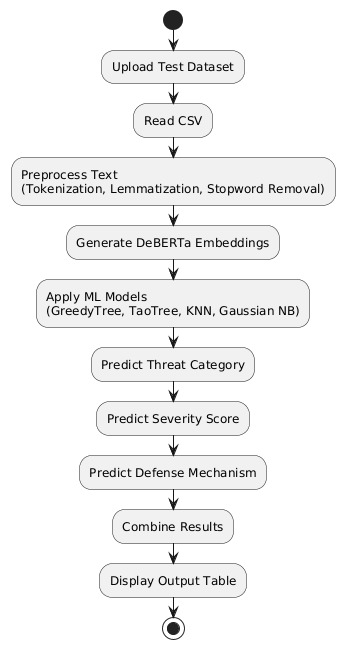 Upload Test Dataset
Read CSV
Preprocess Text
(Tokenization, Lemmatization, Stopword Removal)
Generate DeBERTa Embeddings
Apply ML Models
(GreedyTree, TaoTree, KNN, Gaussian NB)
Predict Threat Category
Predict Severity Score
Predict Defense Mechanism
Combine Results
Display Output Table